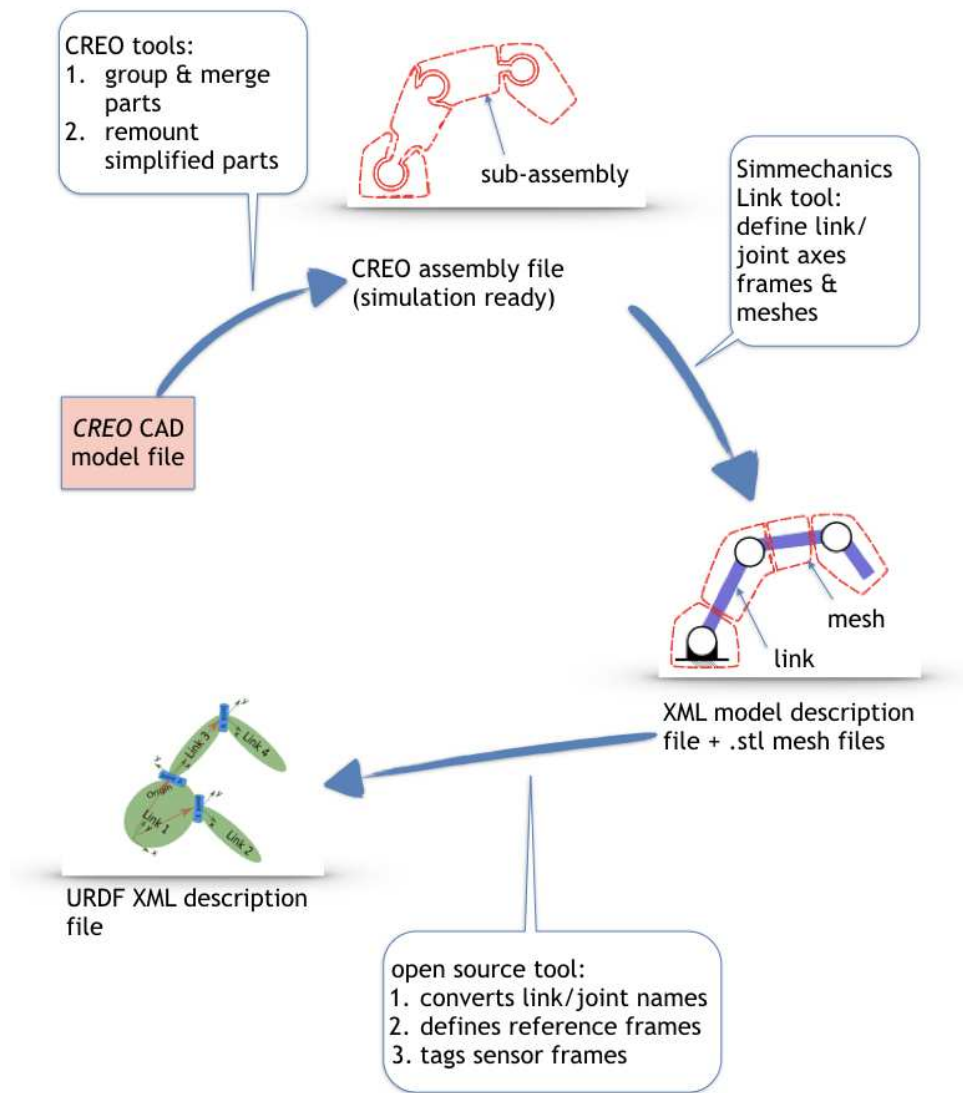 CREO tools:
1. group & merge
parts
2. remount
simplified parts
sub-assembly
Simmechanics
Link tool:
define link/
joint axes
frames &
meshes
CREO assembly file
(simulation ready)
CREO CAD
model file
mesh
link
XML model description
file + .stl mesh files
Link 3
Link 4
Origin
Link 1
Link 2
URDF XML description
file
open source tool:
1. converts link/joint names
2. defines reference frames
3. tags sensor frames